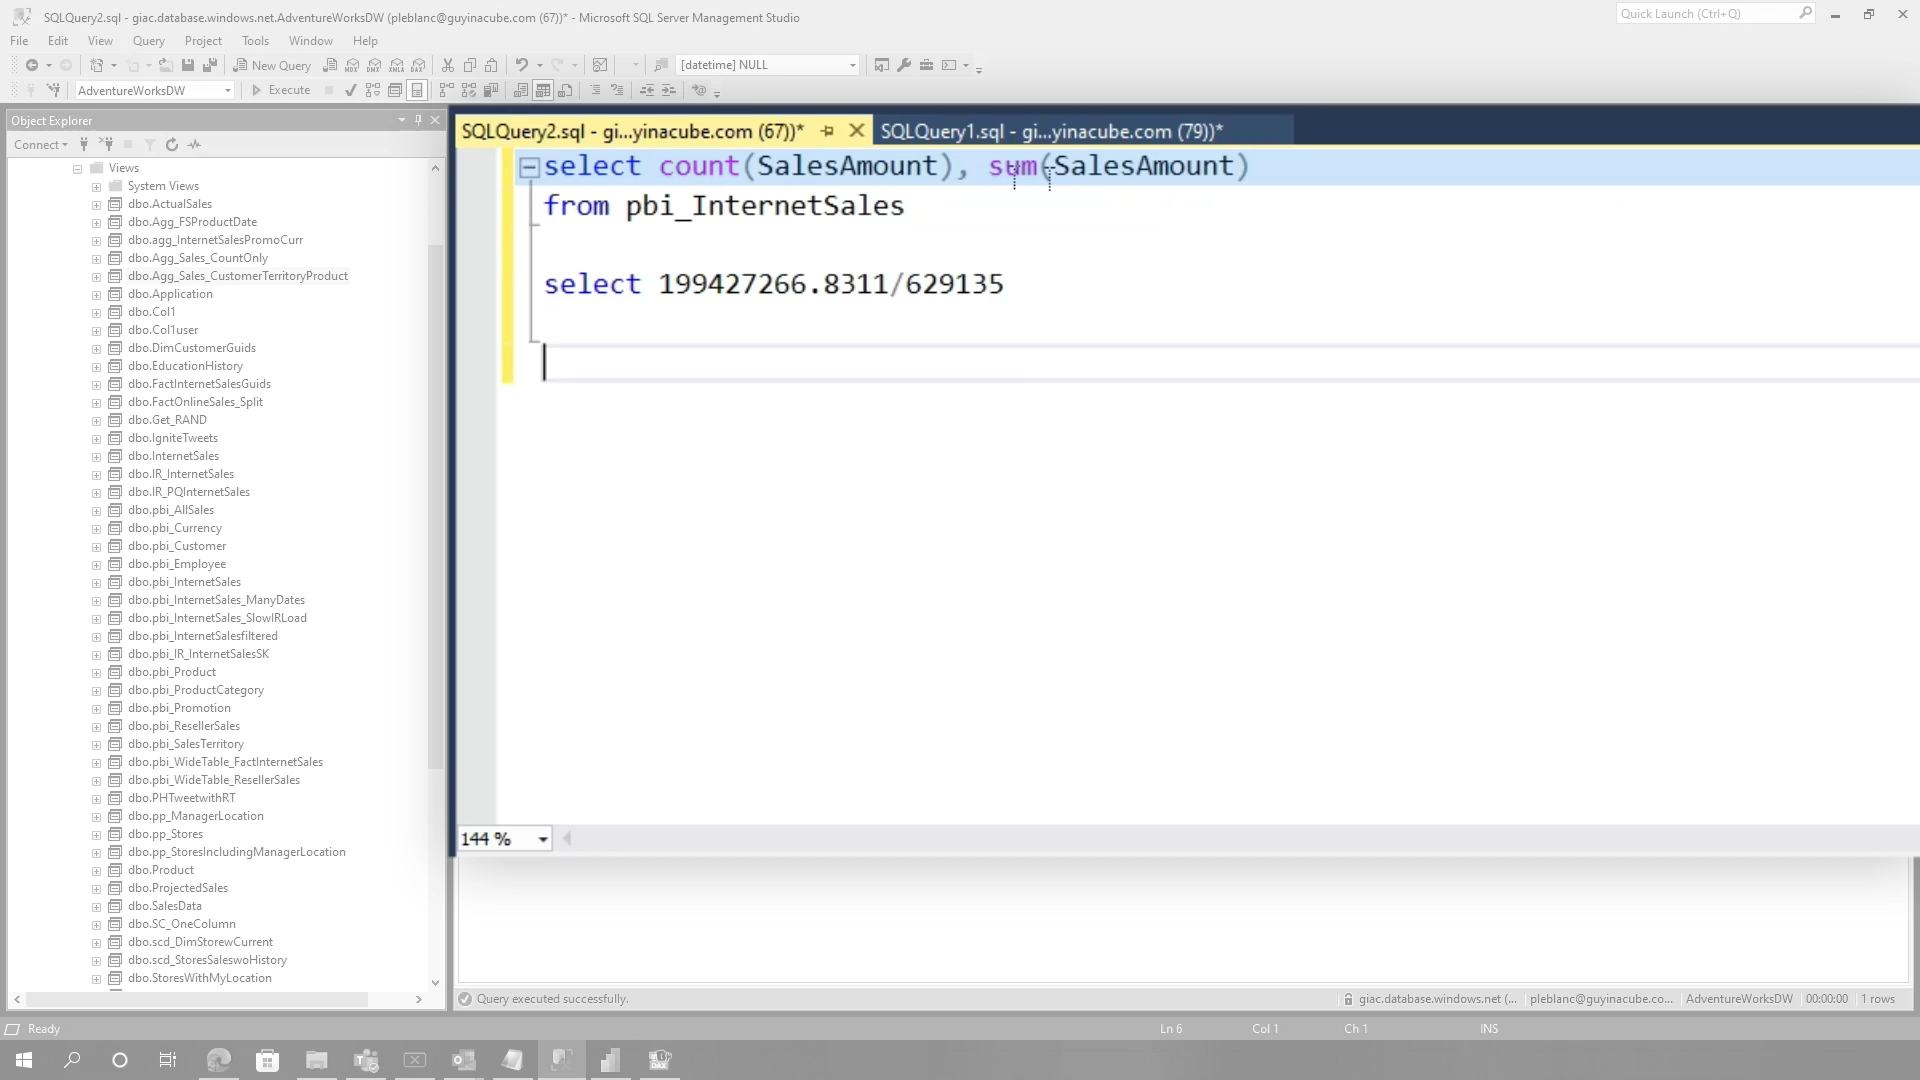 SQLQuery2.sql - giac.database.windows.net.AdventureWorksDW (pleblanc@guyinacube.com (67))* - Microsoft SQL Server Management Studio
Quick Launch (Ctrl+Q)
File Edit View Query Project Tools Window Help
New Query
MDX DMX XMLA DAX
[datetime] NULL
AdventureWorksDW
Execute
Object Explorer
Connect
SQLQuery2.sql - gi...yinacube.com (67))*
SQLQuery1.sql - gi...yinacube.com (79))*
Views
System Views
dbo.ActualSales
dbo.Agg_FSProductDate
dbo.agg_InternetSalesPromoCurr
dbo.Agg_Sales_CountOnly
dbo.Agg_Sales_CustomerTerritoryProduct
dbo.Application
dbo.Col1
dbo.Col1user
dbo.DimCustomerGuids
dbo.EducationHistory
dbo.FactInternetSalesGuids
dbo.FactOnlineSales_Split
dbo.Get_RAND
dbo.IgniteTweets
dbo.InternetSales
dbo.IR_InternetSales
dbo.IR_PQInternetSales
dbo.pbi_AllSales
dbo.pbi_Currency
dbo.pbi_Customer
dbo.pbi_Employee
dbo.pbi_InternetSales
dbo.pbi_InternetSales_ManyDates
dbo.pbi_InternetSales_SlowIRLoad
dbo.pbi_InternetSalesfiltered
dbo.pbi_IR_InternetSalesSK
dbo.pbi_Product
dbo.pbi_ProductCategory
dbo.pbi_Promotion
dbo.pbi_ResellerSales
dbo.pbi_SalesTerritory
dbo.pbi_WideTable_FactInternetSales
dbo.pbi_WideTable_ResellerSales
dbo.PHTweetwithRT
dbo.pp_ManagerLocation
dbo.pp_Stores
dbo.pp_StoresIncludingManagerLocation
dbo.Product
dbo.ProjectedSales
dbo.SalesData
dbo.SC_OneColumn
dbo.scd_DimStorewCurrent
dbo.scd_StoresSaleswoHistory
dbo.StoresWithMyLocation
select count(SalesAmount), sum(SalesAmount)
from pbi_InternetSales
select 199427266.8311/629135
144 %
Query executed successfully.
giac.database.windows.net (...
pleblanc@guyinacube.co...
AdventureWorksDW
00:00:00
1 rows
Ready
Ln 6
Col 1
Ch 1
INS
DAX